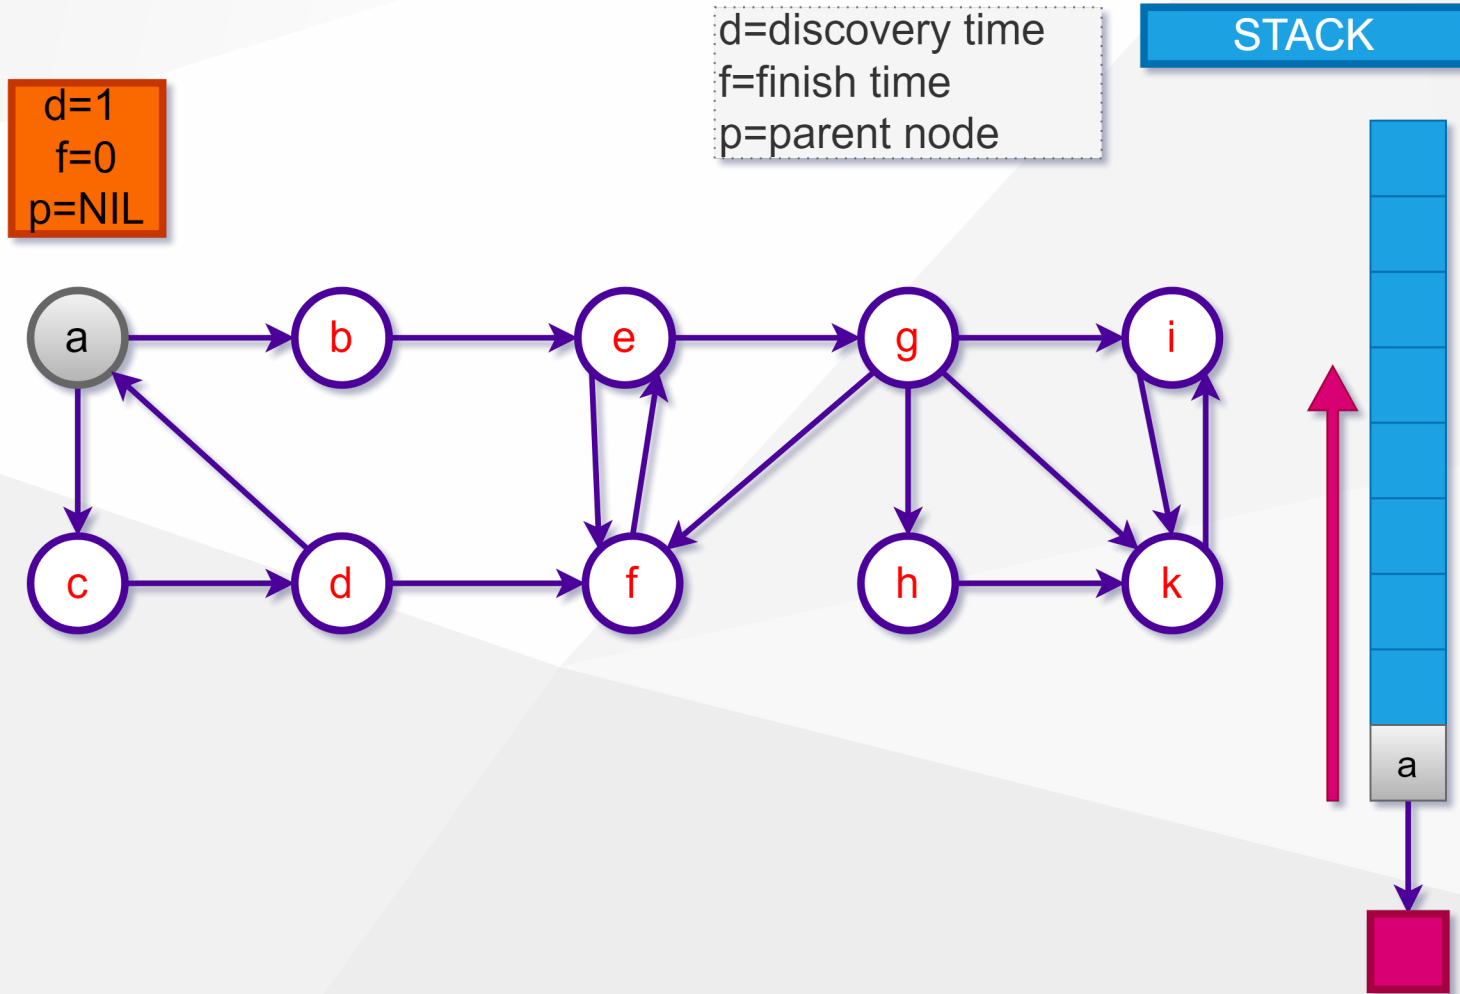 d=discovery time
f=finish time
p=parent node
STACK
d=1
f=0
p=NIL
a
b
e
g
i
c
d
f
h
k
a